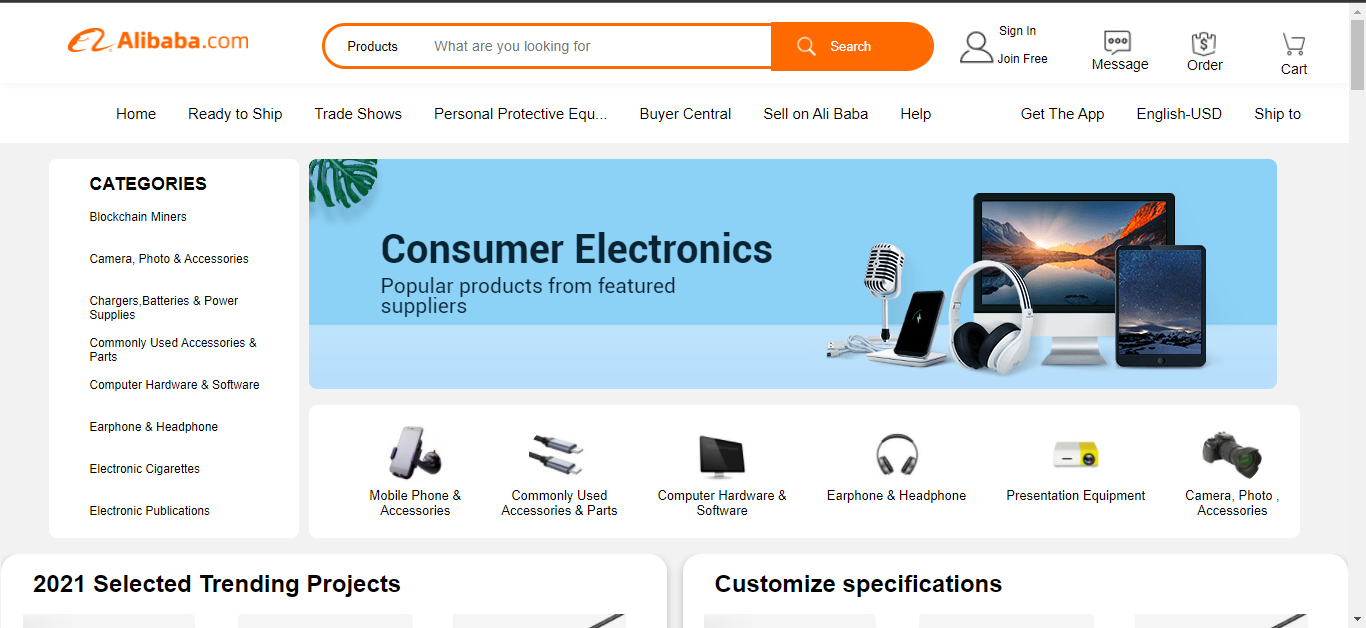 Alibaba.com
Products
What are you looking for
Search
Sign In
Join Free
Message
Order
Cart
Home
Ready to Ship
Trade Shows
Personal Protective Equ...
Buyer Central
Sell on Ali Baba
Help
Get The App
English-USD
Ship to
CATEGORIES
Blockchain Miners
Camera, Photo & Accessories
Chargers,Batteries & Power
Supplies
Commonly Used Accessories &
Parts
Computer Hardware & Software
Earphone & Headphone
Electronic Cigarettes
Electronic Publications
Consumer Electronics
Popular products from featured
suppliers
Mobile Phone &
Accessories
Commonly Used
Accessories & Parts
Computer Hardware &
Software
Earphone & Headphone
Presentation Equipment
Camera, Photo ,
Accessories
2021 Selected Trending Projects
Customize specifications